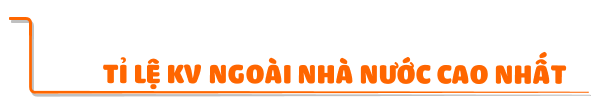 TỈ LỆ KV NGOÀI NHÀ NƯỚC CAO NHẤT